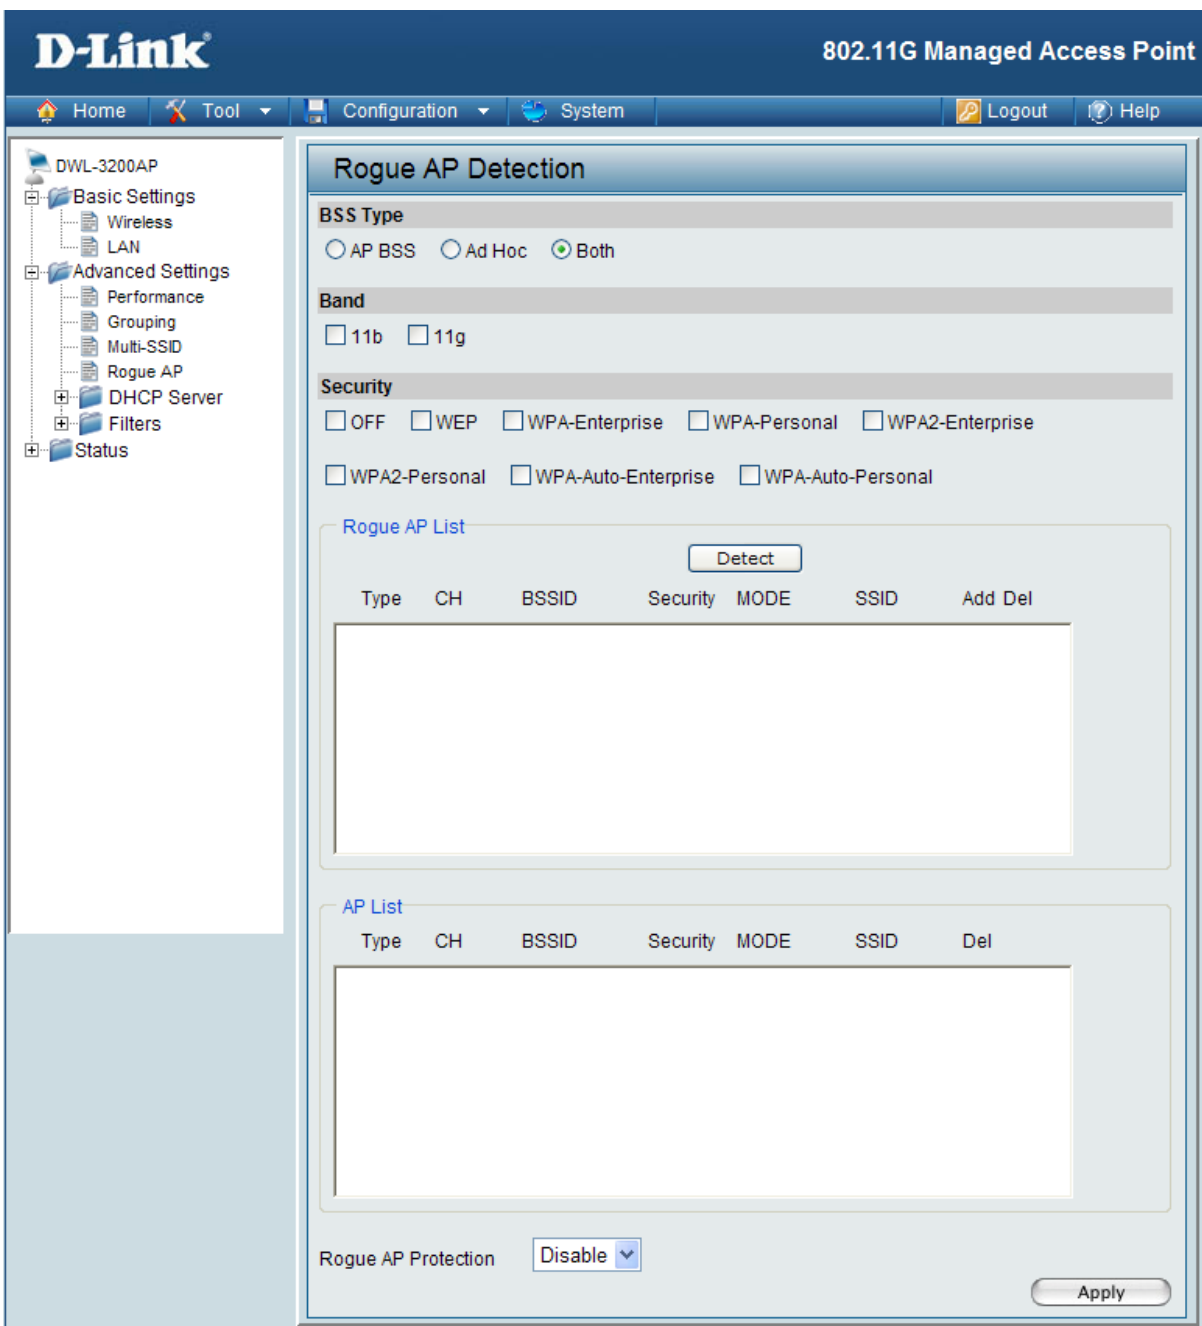 D-Link
802.11G Managed Access Point
Home Tool Configuration System Logout Help
DWL-3200AP
Basic Settings
Wireless
LAN
Advanced Settings
Performance
Grouping
Multi-SSID
Rogue AP
DHCP Server
Filters
Status
Rogue AP Detection
BSS Type
AP BSS Ad Hoc Both
Band
11b 11g
Security
OFF WEP WPA-Enterprise WPA-Personal WPA2-Enterprise
WPA2-Personal WPA-Auto-Enterprise WPA-Auto-Personal
Rogue AP List
Detect
Type CH BSSID Security MODE SSID Add Del
AP List
Type CH BSSID Security MODE SSID Del
Rogue AP Protection Disable
Apply